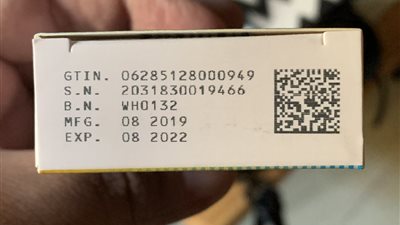 GTIN. 06285128000949
S.N. 2031830019466
B.N. WH0132
MFG. 08 2019
EXP. 08 2022